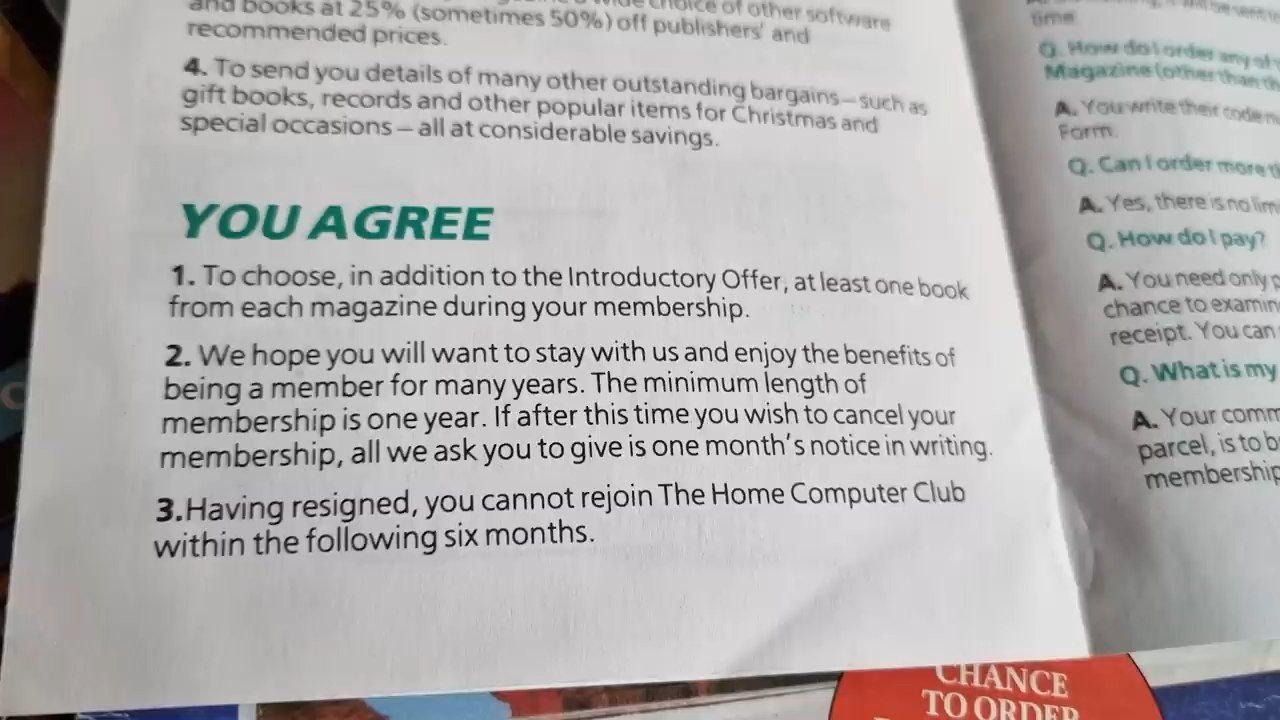 and books at 25% (sometimes 50%) off publishers' and
choice of other software
recommended prices.
4. To send you details of many other outstanding bargains – such as
gift books, records and other popular items for Christmas and
special occasions – all at considerable savings.
YOU AGREE
1. To choose, in addition to the Introductory Offer, at least one book
from each magazine during your membership.
2. We hope you will want to stay with us and enjoy the benefits of
being a member for many years. The minimum length of
membership is one year. If after this time you wish to cancel your
membership, all we ask you to give is one month's notice in writing.
3.Having resigned, you cannot rejoin The Home Computer Club
within the following six months.
time.
Q. How do I order any of
Magazine (other than th
A. You write their code n
Form.
Q. Can I order more th
A. Yes, there is no lim
Q. How do I pay?
A. You need only p
chance to examin
receipt. You can
Q. What is my
A. Your comm
parcel, is to b
membership
CHANCE
TO ORDER